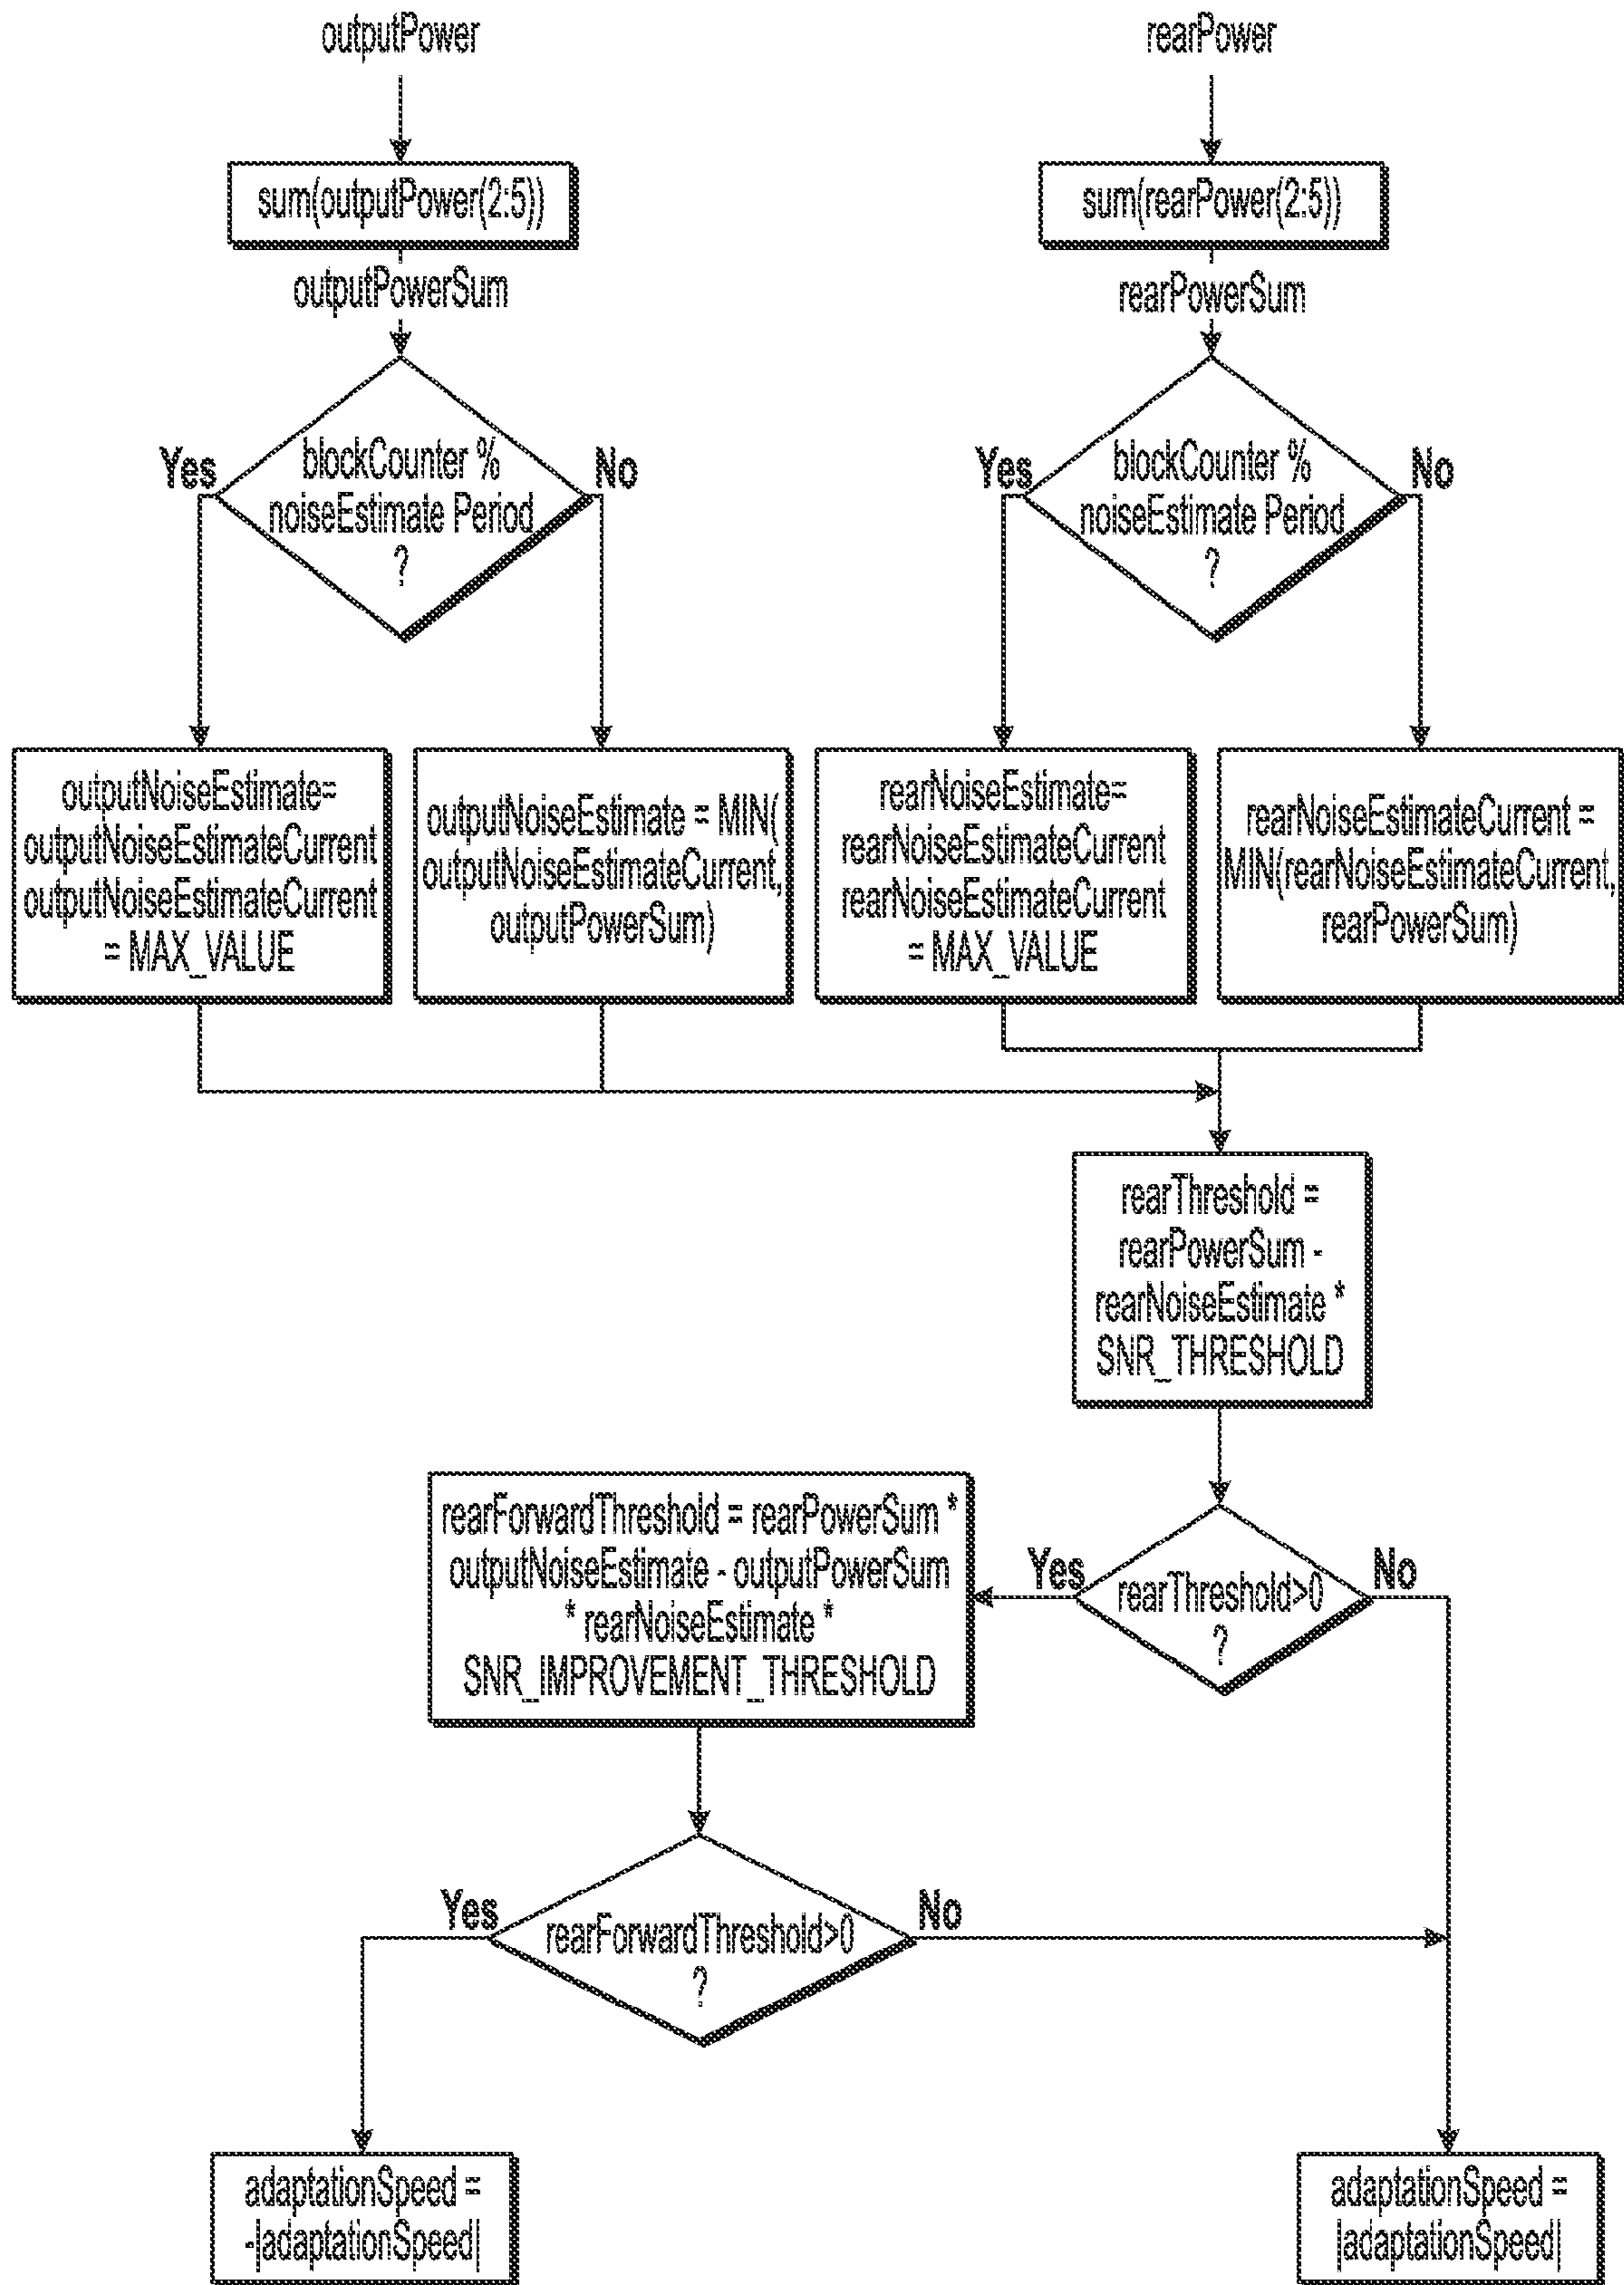 outputPower
rearPower
sum(outputPower(2:5))
sum(rearPower(2:5))
outputPowerSum
rearPowerSum
Yes
blockCounter %
noiseEstimate Period
?
No
Yes
blockCounter %
noiseEstimate Period
?
No
outputNoiseEstimate=
outputNoiseEstimateCurrent
outputNoiseEstimateCurrent
= MAX_VALUE
outputNoiseEstimate = MIN(
outputNoiseEstimateCurrent,
outputPowerSum)
rearNoiseEstimate=
rearNoiseEstimateCurrent
rearNoiseEstimateCurrent
= MAX_VALUE
rearNoiseEstimateCurrent =
MIN(rearNoiseEstimateCurrent,
rearPowerSum)
rearThreshold =
rearPowerSum -
rearNoiseEstimate *
SNR_THRESHOLD
rearForwardThreshold = rearPowerSum *
outputNoiseEstimate - outputPowerSum
* rearNoiseEstimate *
SNR_IMPROVEMENT_THRESHOLD
Yes
rearThreshold>0
?
No
Yes
rearForwardThreshold>0
?
No
adaptationSpeed =
-|adaptationSpeed|
adaptationSpeed =
|adaptationSpeed|